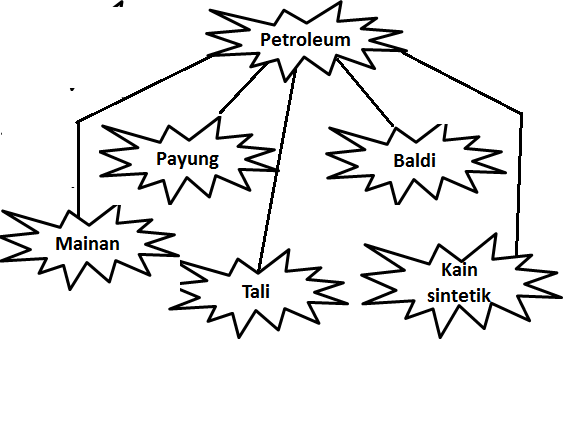 Petroleum
Payung
Baldi
Mainan
Tali
Kain
sintetik